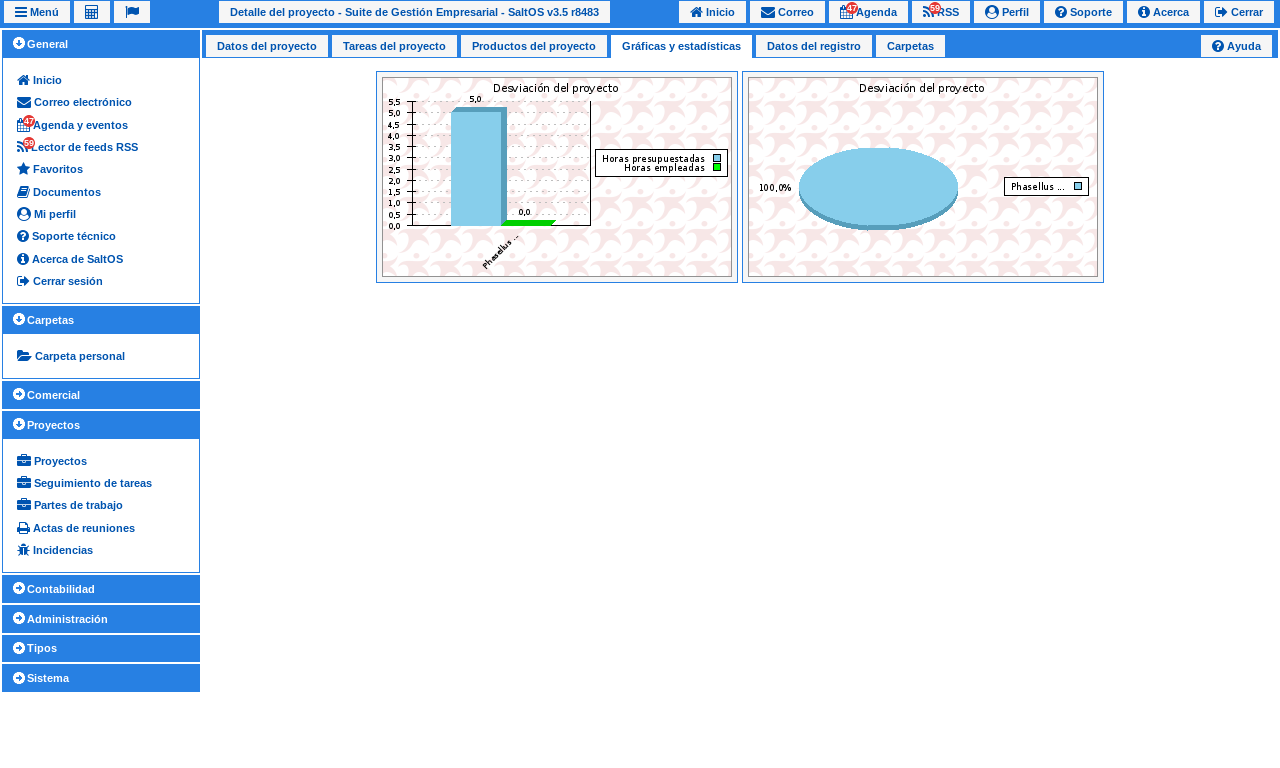 Menú
Detalle del proyecto - Suite de Gestión Empresarial - SaltOS v3.5 r8483
Inicio
Correo
47
Agenda
59
RSS
Perfil
Soporte
Acerca
Cerrar
General
Inicio
Correo electrónico
47
Agenda y eventos
59
Lector de feeds RSS
Favoritos
Documentos
Mi perfil
Soporte técnico
Acerca de SaltOS
Cerrar sesión
Carpetas
Carpeta personal
Comercial
Proyectos
Proyectos
Seguimiento de tareas
Partes de trabajo
Actas de reuniones
Incidencias
Contabilidad
Administración
Tipos
Sistema
Datos del proyecto
Tareas del proyecto
Productos del proyecto
Gráficas y estadísticas
Datos del registro
Carpetas
Ayuda
Desviación del proyecto
5,5
5,0
4,5
4,0
3,5
3,0
2,5
2,0
1,5
1,0
0,5
0,0
5,0
0,0
Phasellus ...
Horas presupuestadas
Horas empleadas
Desviación del proyecto
100,0%
Phasellus ...